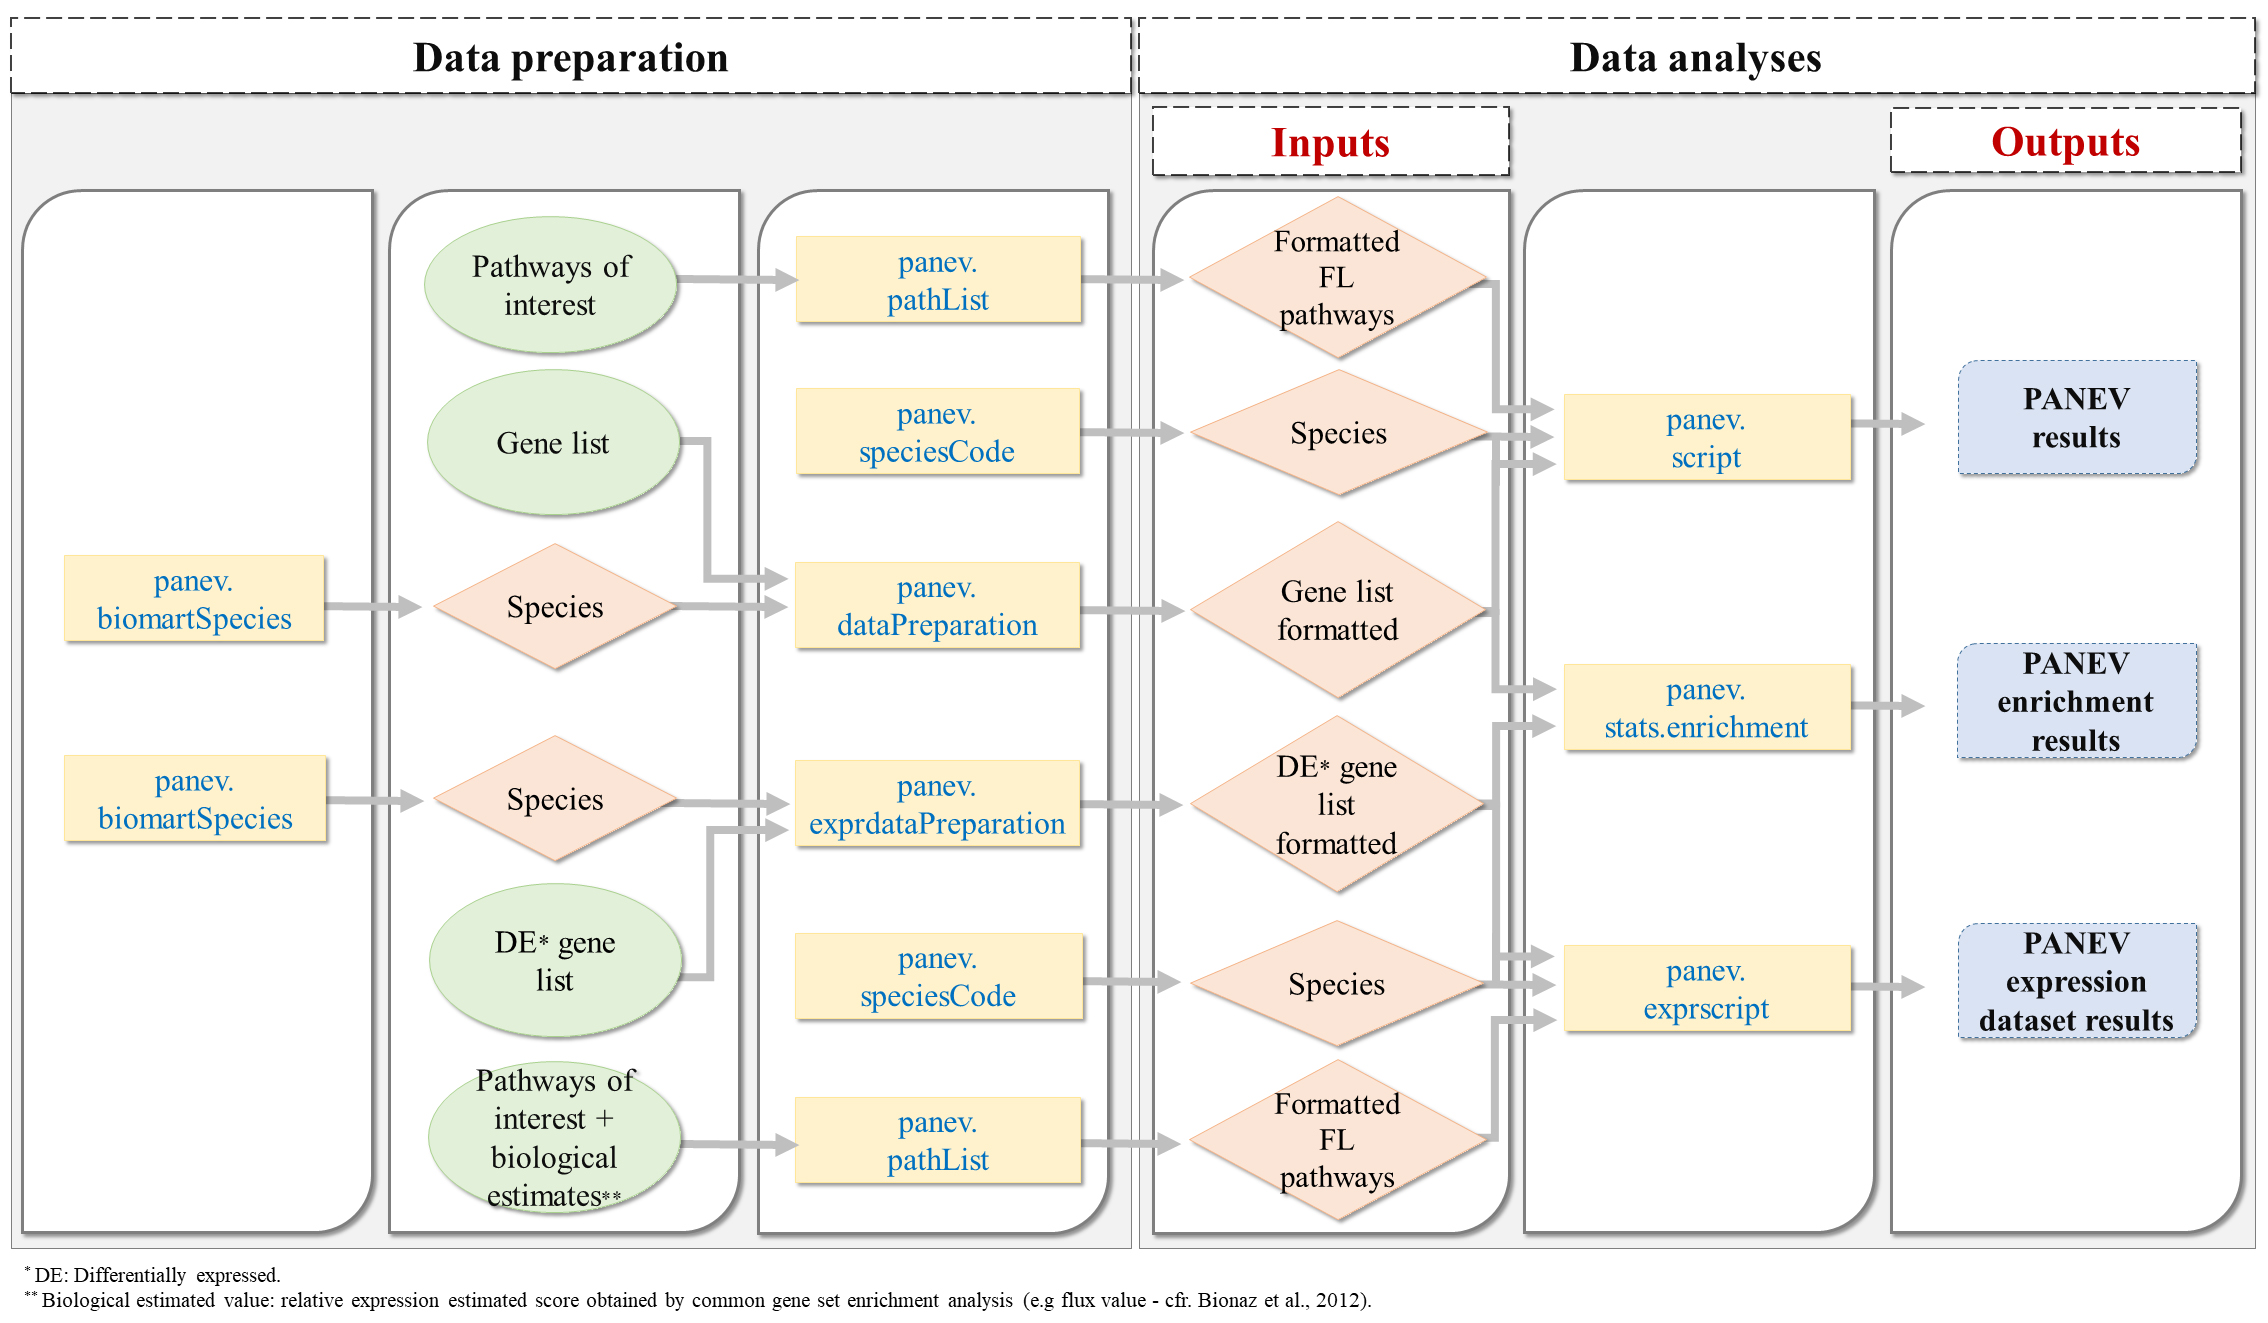 Data preparation
Data analyses
Inputs
Outputs
panev.
biomartSpecies
panev.
biomartSpecies
Pathways of
interest
Gene list
Species
Species
DE* gene
list
Pathways of
interest +
biological
estimates**
panev.
pathList
panev.
speciesCode
panev.
dataPreparation
panev.
exprdataPreparation
panev.
speciesCode
panev.
pathList
Formatted
FL
pathways
Species
Gene list
formatted
DE* gene
list
formatted
Species
Formatted
FL
pathways
panev.
script
panev.
stats.enrichment
panev.
exprscript
PANEV
results
PANEV
enrichment
results
PANEV
expression
dataset results
* DE: Differentially expressed.
** Biological estimated value: relative expression estimated score obtained by common gene set enrichment analysis (e.g flux value - cfr. Bionaz et al., 2012).